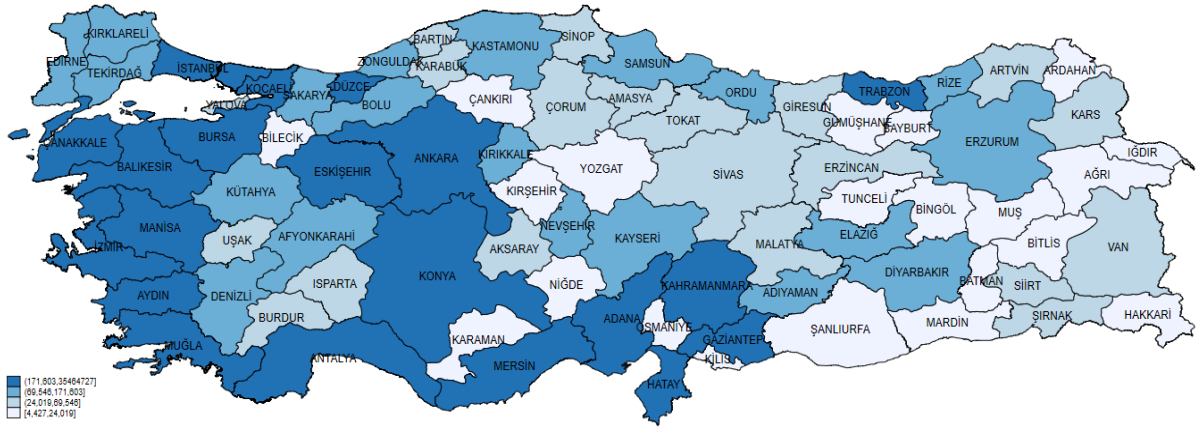 KIRKLARELİ
EDİRNE
TEKİRDAĞ
İSTANBUL
KOCAELİ
YALOVA
SAKARYA
DÜZCE
ZONGULDA
BARTIN
KARABÜK
KASTAMONU
SİNOP
BOLU
ÇANKIRI
SAMSUN
ÇORUM
AMASYA
TOKAT
ORDU
GİRESUN
TRABZON
RİZE
ARTVİN
ARDAHAN
GÜMÜŞHANE
BAYBURT
KARS
IĞDIR
ERZURUM
AĞRI
ÇANAKKALE
BALIKESİR
BURSA
BİLECİK
ESKİŞEHİR
ANKARA
KIRIKKALE
YOZGAT
SİVAS
ERZİNCAN
TUNCELİ
BİNGÖL
MUŞ
BİTLİS
VAN
KÜTAHYA
KIRŞEHİR
MANİSA
UŞAK
AFYONKARAHİ
NEVŞEHİR
KAYSERİ
MALATYA
ELAZIĞ
İZMİR
AKSARAY
KONYA
DİYARBAKIR
BATMAN
SİİRT
ISPARTA
NİĞDE
KAHRAMANMARA
ADIYAMAN
AYDIN
DENİZLİ
BURDUR
ADANA
OSMANİYE
GAZİANTEP
ŞANLIURFA
MARDİN
ŞIRNAK
HAKKARİ
MUĞLA
ANTALYA
KARAMAN
MERSİN
KİLİS
HATAY
(171,603,35464727]
(69,546,171,603]
(24,019,69,546]
[4,427,24,019]